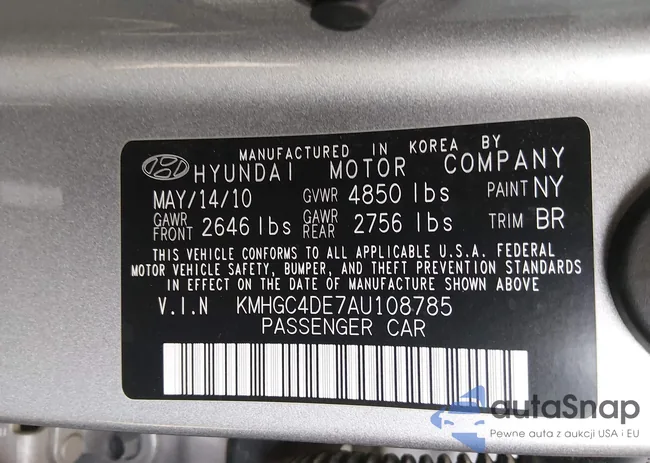 MANUFACTURED IN KOREA BY
HYUNDAI MOTOR COMPANY
MAY/14/10 GVWR 4850 lbs PAINT NY
GAWR FRONT 2646 lbs GAWR REAR 2756 lbs TRIM BR
THIS VEHICLE CONFORMS TO ALL APPLICABLE U.S.A. FEDERAL
MOTOR VEHICLE SAFETY, BUMPER, AND THEFT PREVENTION STANDARDS
IN EFFECT ON THE DATE OF MANUFACTURE SHOWN ABOVE.
V.I.N KMHGC4DE7AU108785
PASSENGER CAR
autaSnap
Pewne auta z aukcji USA i EU